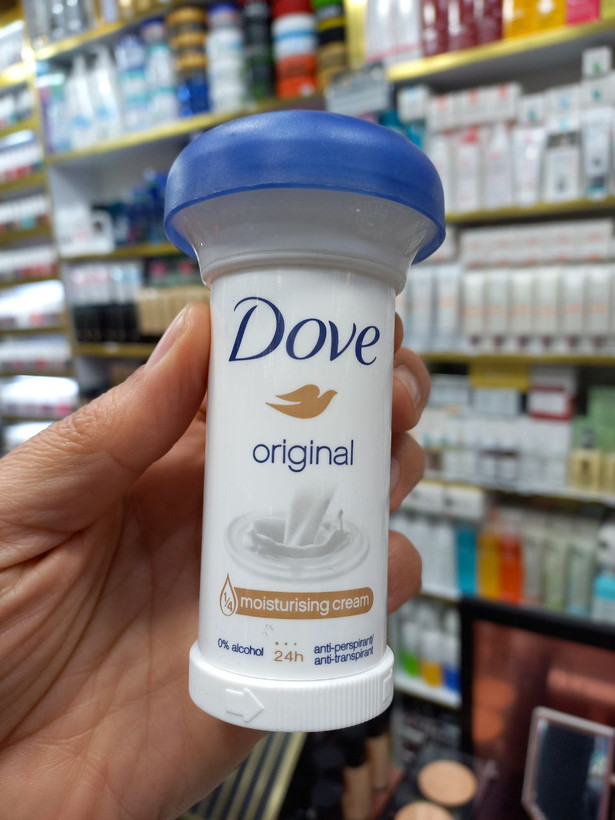 Dove
original
1/4 moisturising cream
0% alcohol
24h
anti-perspirant/
anti-transpirant